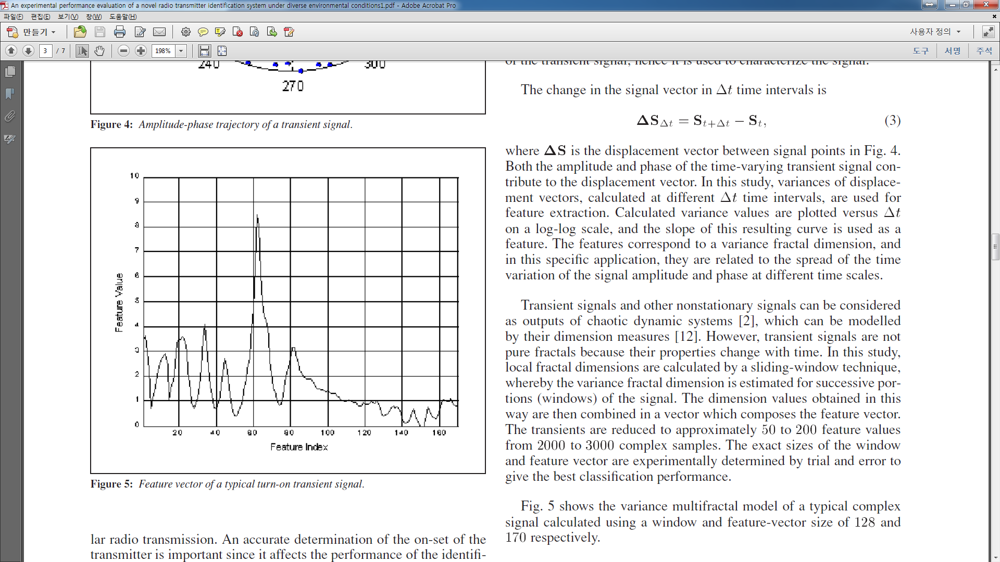 An experimental performance evaluation of a novel radio transmitter identification system under diverse environmental conditions1.pdf - Adobe Acrobat Pro
파일(F) 편집(E) 보기(V) 창(W) 도움말(H)
만들기
사용자 정의
3 / 7
198%
도구 서명 주석
240
300
270
Figure 4: Amplitude-phase trajectory of a transient signal.
10
9
8
7
6
5
4
3
2
1
0
Feature Value
20 40 60 80 100 120 140 160
Feature Index
Figure 5: Feature vector of a typical turn-on transient signal.
lar radio transmission. An accurate determination of the on-set of the
transmitter is important since it affects the performance of the identifi-
of the transient signal, hence it is used to characterize the signal.
The change in the signal vector in Δt time intervals is
ΔS_Δt = S_t+Δt − S_t, (3)
where ΔS is the displacement vector between signal points in Fig. 4.
Both the amplitude and phase of the time-varying transient signal con-
tribute to the displacement vector. In this study, variances of displace-
ment vectors, calculated at different Δt time intervals, are used for
feature extraction. Calculated variance values are plotted versus Δt
on a log-log scale, and the slope of this resulting curve is used as a
feature. The features correspond to a variance fractal dimension, and
in this specific application, they are related to the spread of the time
variation of the signal amplitude and phase at different time scales.
Transient signals and other nonstationary signals can be considered
as outputs of chaotic dynamic systems [2], which can be modelled
by their dimension measures [12]. However, transient signals are not
pure fractals because their properties change with time. In this study,
local fractal dimensions are calculated by a sliding-window technique,
whereby the variance fractal dimension is estimated for successive por-
tions (windows) of the signal. The dimension values obtained in this
way are then combined in a vector which composes the feature vector.
The transients are reduced to approximately 50 to 200 feature values
from 2000 to 3000 complex samples. The exact sizes of the window
and feature vector are experimentally determined by trial and error to
give the best classification performance.
Fig. 5 shows the variance multifractal model of a typical complex
signal calculated using a window and feature-vector size of 128 and
170 respectively.